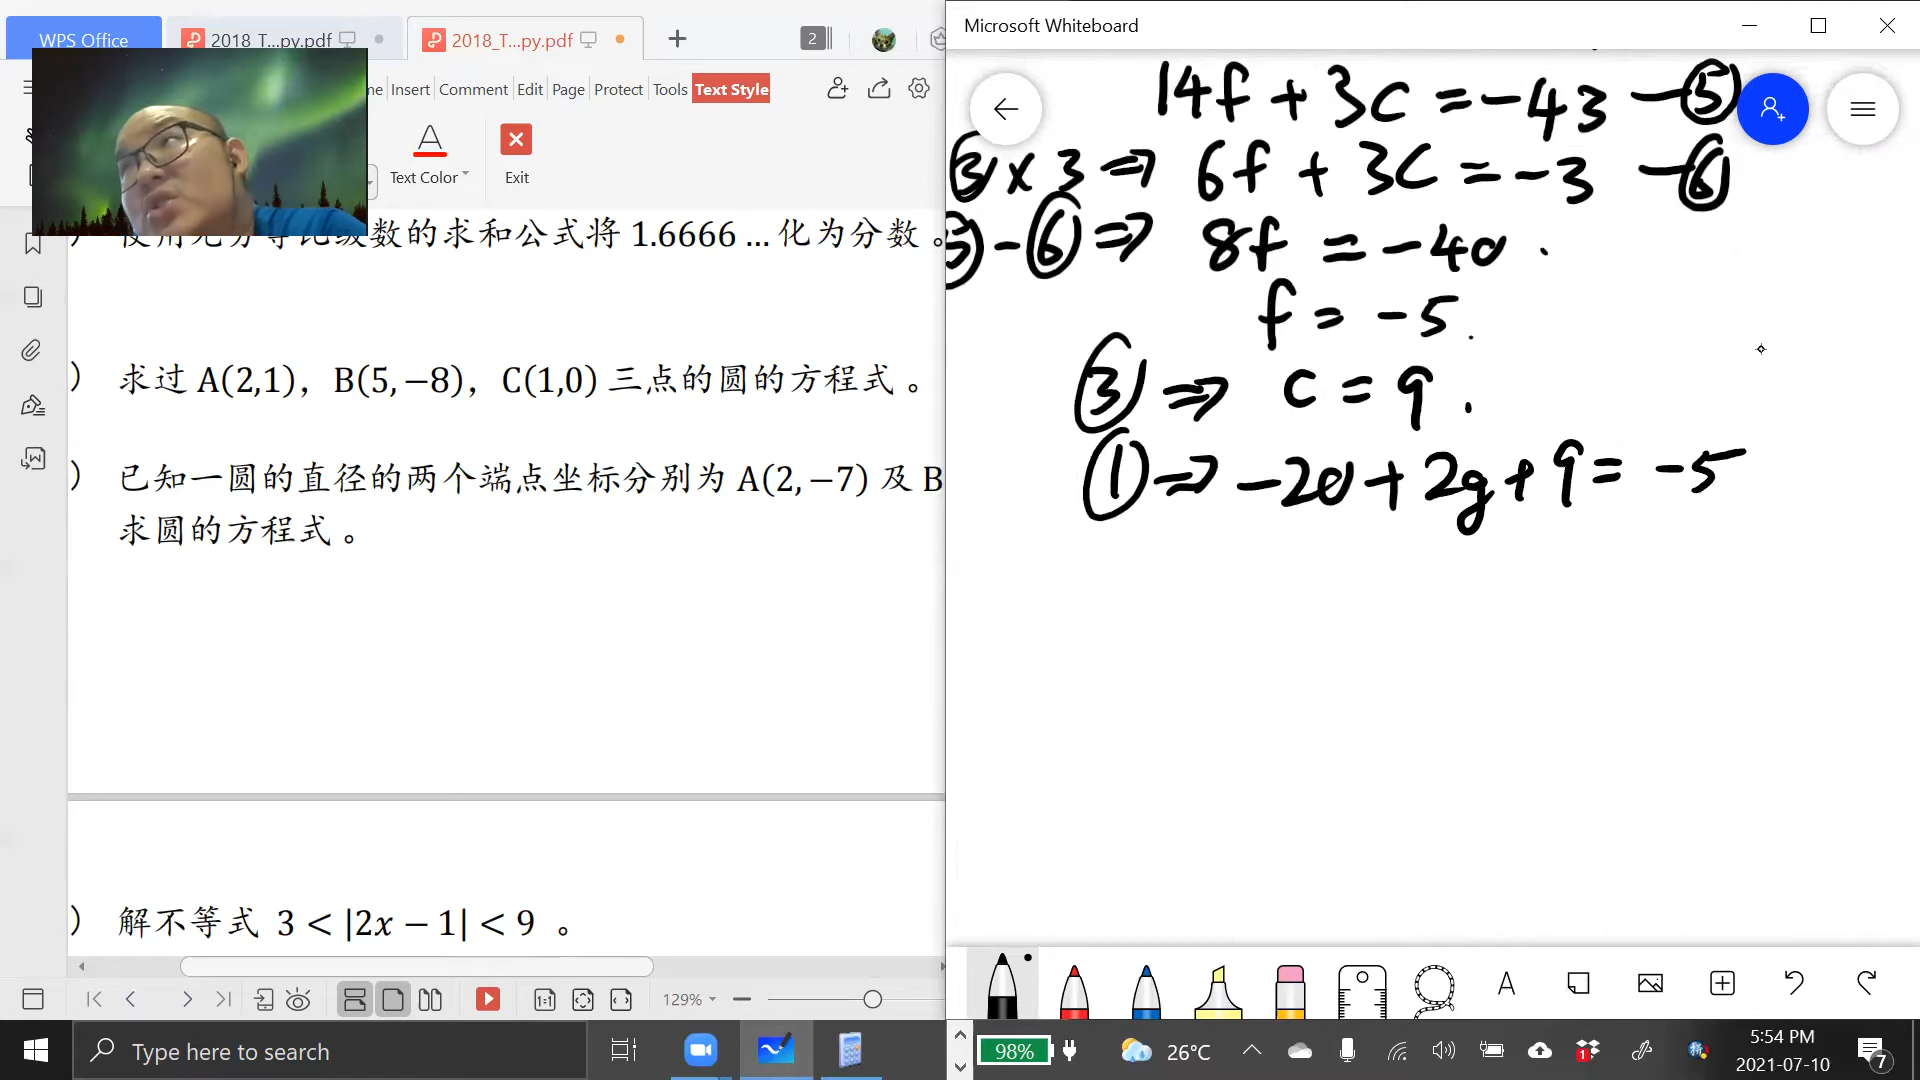 WPS Office
2018_T...py.pdf
2018_T...py.pdf
2
Insert Comment Edit Page Protect Tools Text Style
Text Color
Exit
的求和公式将 1.6666 ... 化为分数。
) 求过 A(2,1), B(5,−8), C(1,0) 三点的圆的方程式。
) 已知一圆的直径的两个端点坐标分别为 A(2,−7) 及 B
求圆的方程式。
) 解不等式 3 < |2x − 1| < 9 。
129%
Microsoft Whiteboard
14f + 3C = -43 —⑤
③ x 3 => 6f + 3C = -3 —⑥
⑤ - ⑥ => 8f = -40 .
f = -5 .
③ => C = 9 .
① => -20 + 2g + 9 = -5
Type here to search
98%
26°C
1
5:54 PM
2021-07-10
7